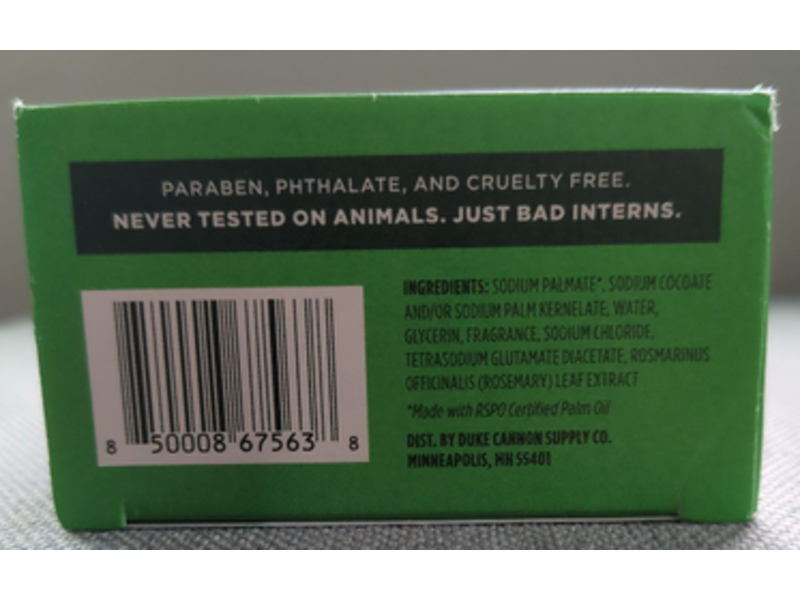 PARABEN, PHTHALATE, AND CRUELTY FREE.
NEVER TESTED ON ANIMALS. JUST BAD INTERNS.
INGREDIENTS: SODIUM PALMATE*, SODIUM COCOATE
AND/OR SODIUM PALM KERNELATE, WATER,
GLYCERIN, FRAGRANCE, SODIUM CHLORIDE,
TETRASODIUM GLUTAMATE DIACETATE, ROSMARINUS
OFFICINALIS (ROSEMARY) LEAF EXTRACT
*Made with RSPO Certified Palm Oil
DIST. BY DUKE CANNON SUPPLY CO.
MINNEAPOLIS, MN 55401
8 50008 67563 8